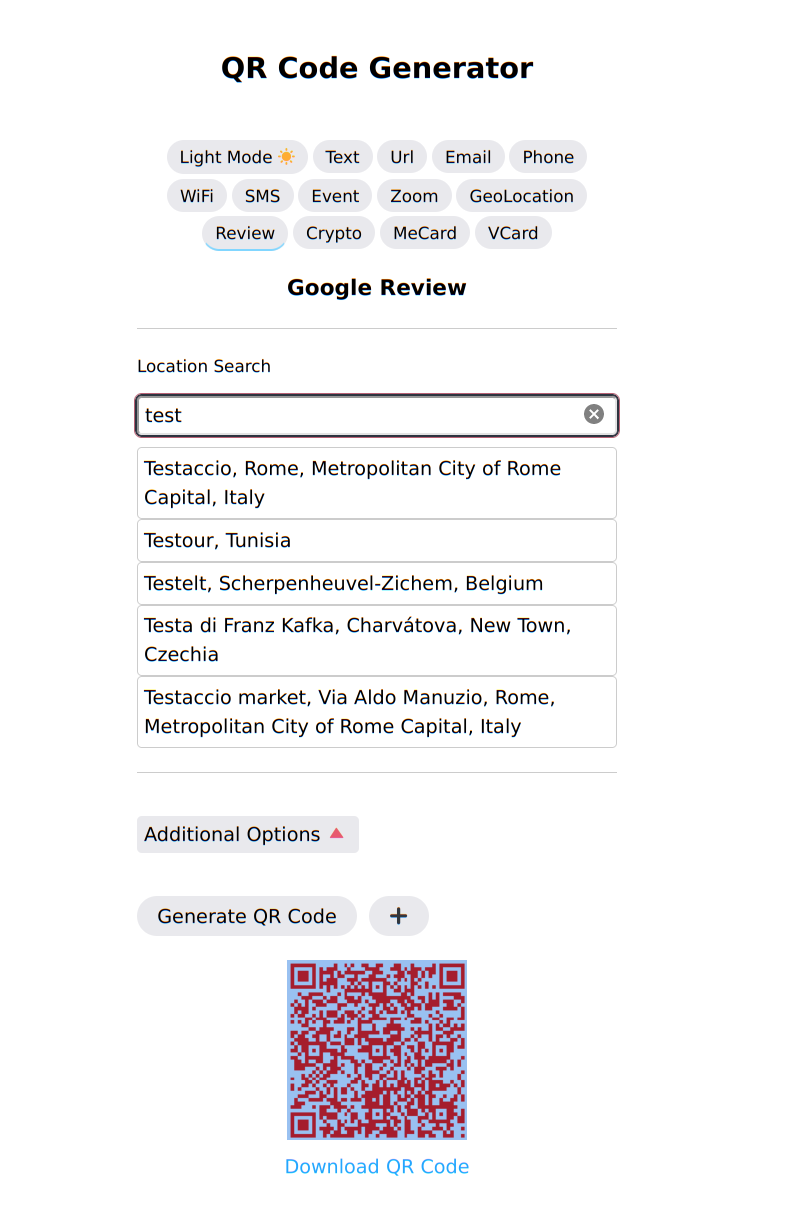 QR Code Generator
Light Mode ☀ Text Url Email Phone
WiFi SMS Event Zoom GeoLocation
Review Crypto MeCard VCard
Google Review
Location Search
test
Testaccio, Rome, Metropolitan City of Rome
Capital, Italy
Testour, Tunisia
Testelt, Scherpenheuvel-Zichem, Belgium
Testa di Franz Kafka, Charvátova, New Town,
Czechia
Testaccio market, Via Aldo Manuzio, Rome,
Metropolitan City of Rome Capital, Italy
Additional Options
Generate QR Code +
Download QR Code